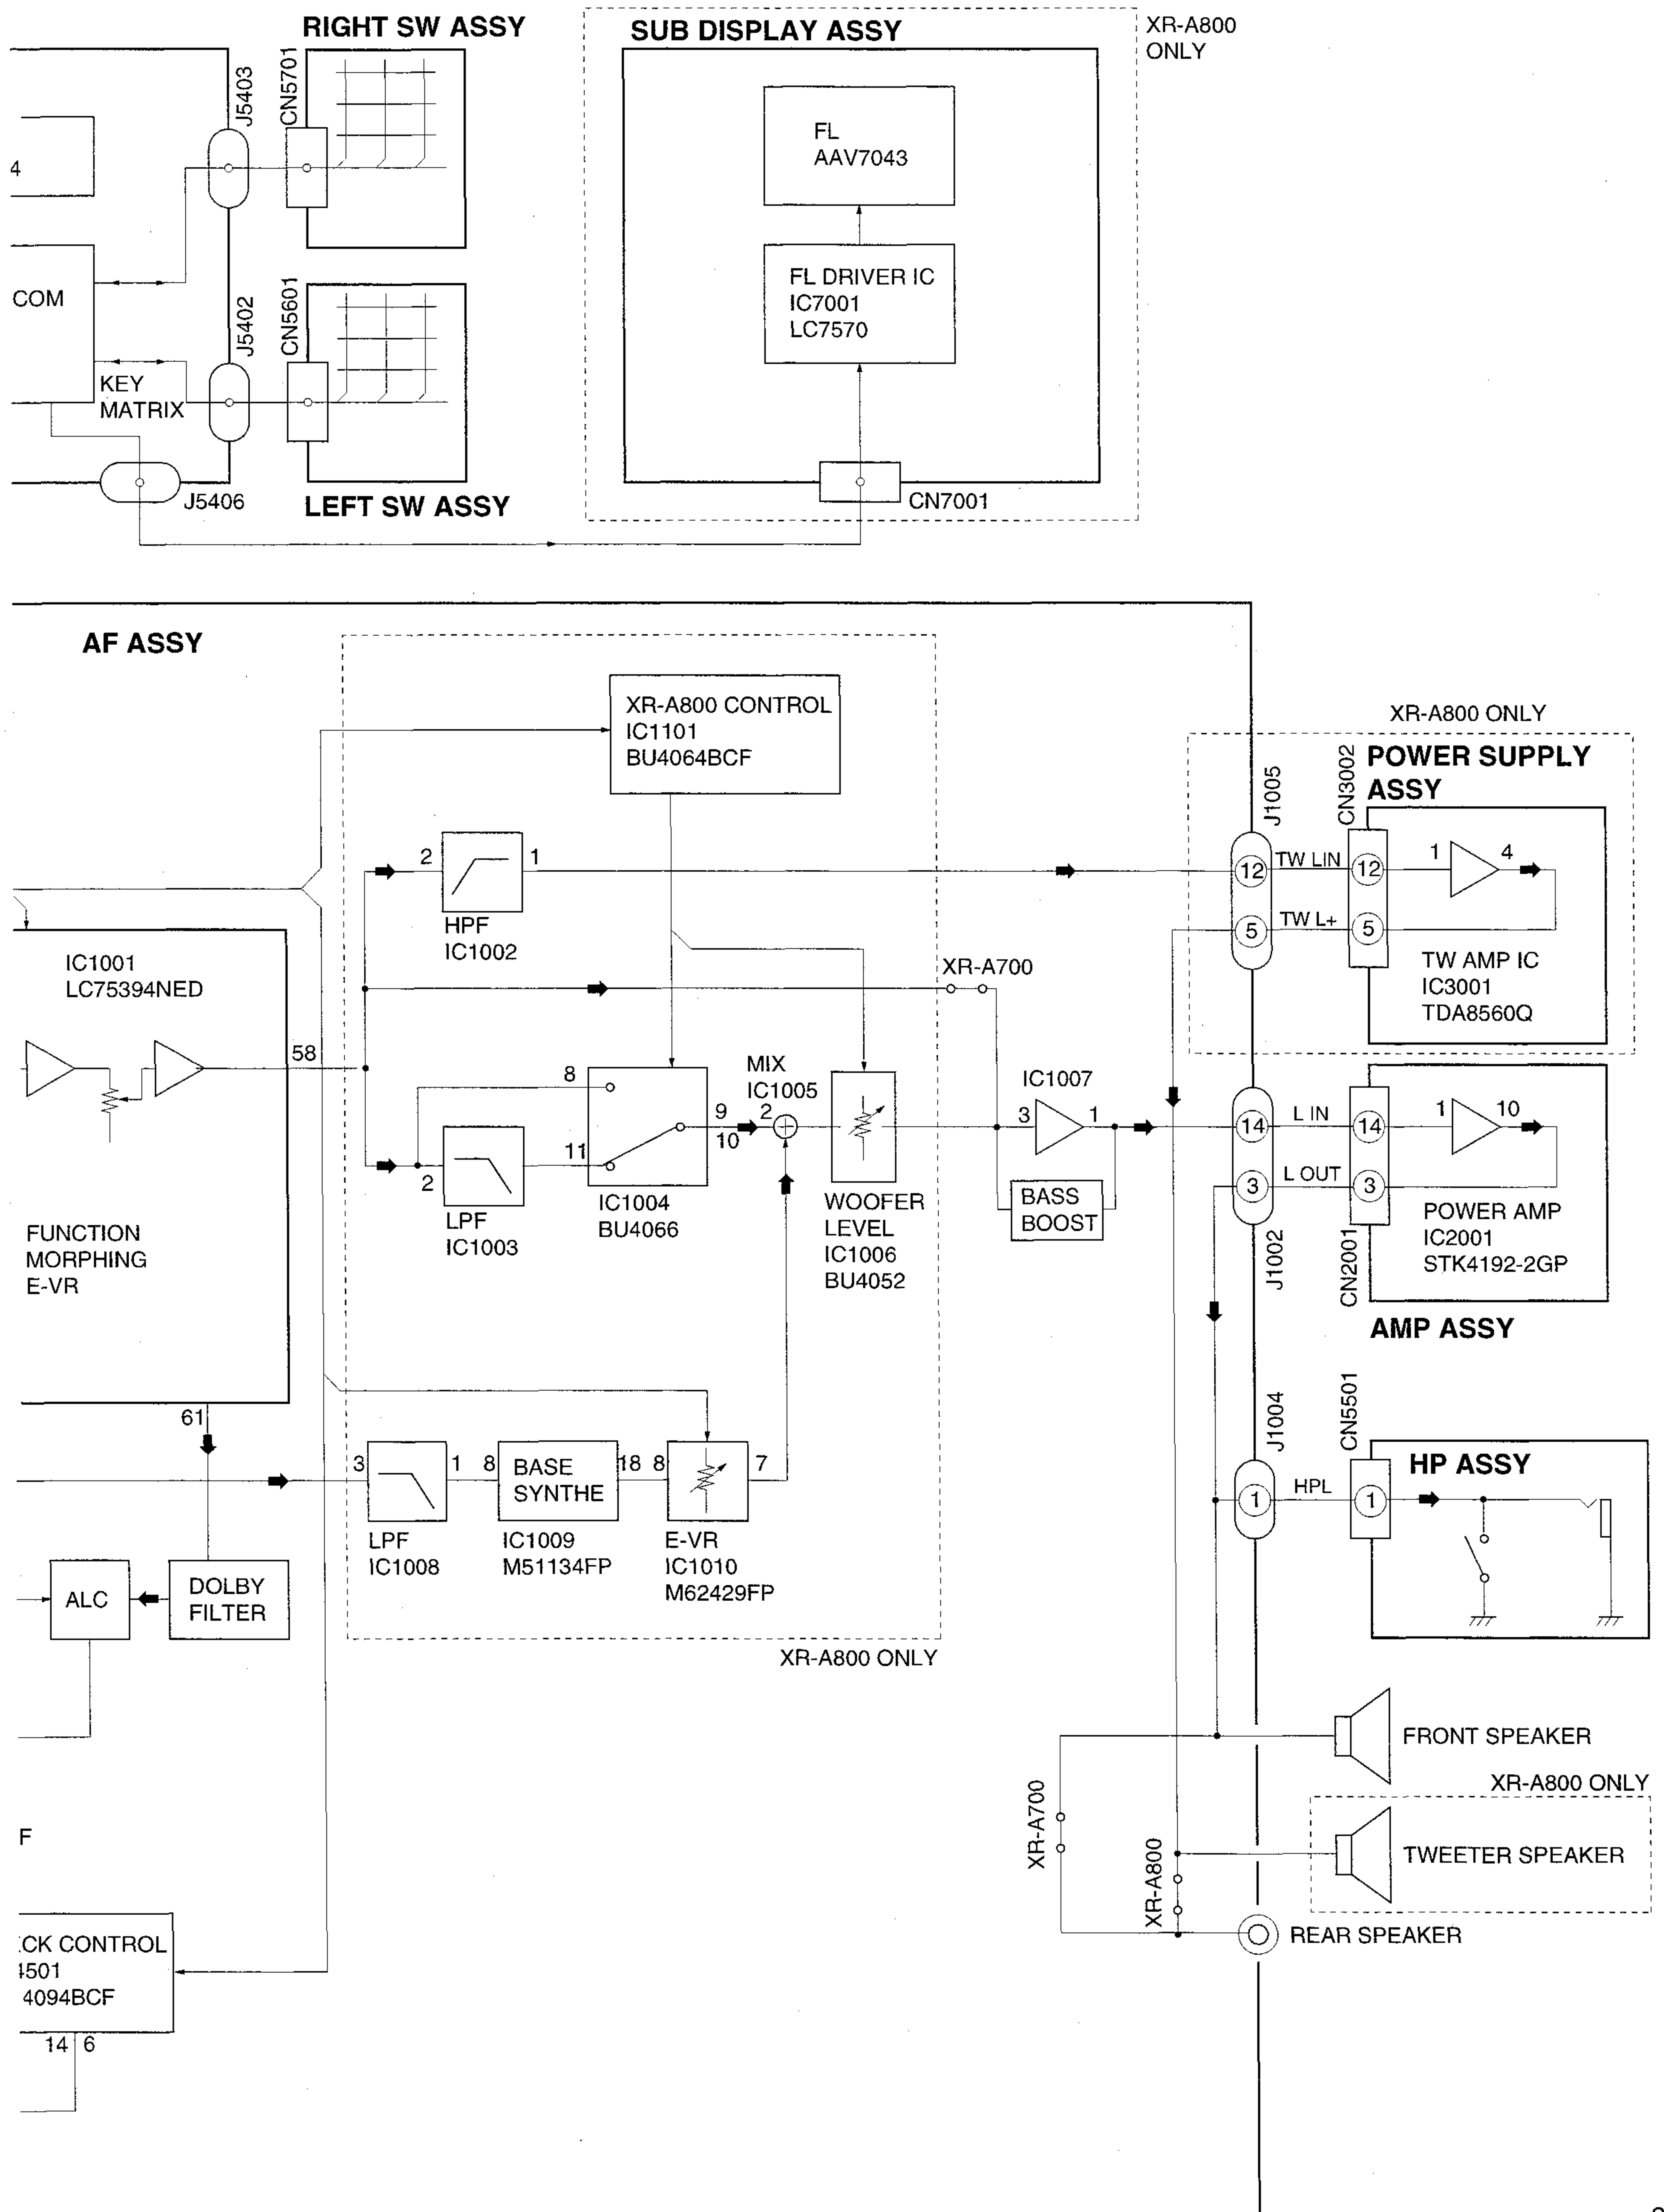 RIGHT SW ASSY
SUB DISPLAY ASSY
XR-A800
ONLY
J5403
CN5701
FL
AAV7043
4
FL DRIVER IC
IC7001
LC7570
COM
J5402
CN5601
KEY
MATRIX
J5406
LEFT SW ASSY
CN7001
AF ASSY
XR-A800 CONTROL
IC1101
BU4064BCF
XR-A800 ONLY
POWER SUPPLY
ASSY
J1005
CN3002
2
1
HPF
IC1002
12
TW LIN
12
1
4
5
TW L+
5
TW AMP IC
IC3001
TDA8560Q
IC1001
LC75394NED
XR-A700
58
8
MIX
IC1005
9
10
2
11
2
LPF
IC1003
IC1004
BU4066
WOOFER
LEVEL
IC1006
BU4052
IC1007
3
1
BASS
BOOST
14
L IN
14
1
10
3
L OUT
3
POWER AMP
IC2001
STK4192-2GP
J1002
CN2001
AMP ASSY
FUNCTION
MORPHING
E-VR
61
J1004
CN5501
3
1
8
BASE
SYNTHE
18
8
7
LPF
IC1008
IC1009
M51134FP
E-VR
IC1010
M62429FP
HP ASSY
1
HPL
1
ALC
DOLBY
FILTER
XR-A800 ONLY
FRONT SPEAKER
XR-A800 ONLY
XR-A700
TWEETER SPEAKER
XR-A800
REAR SPEAKER
F
CK CONTROL
4501
4094BCF
14
6